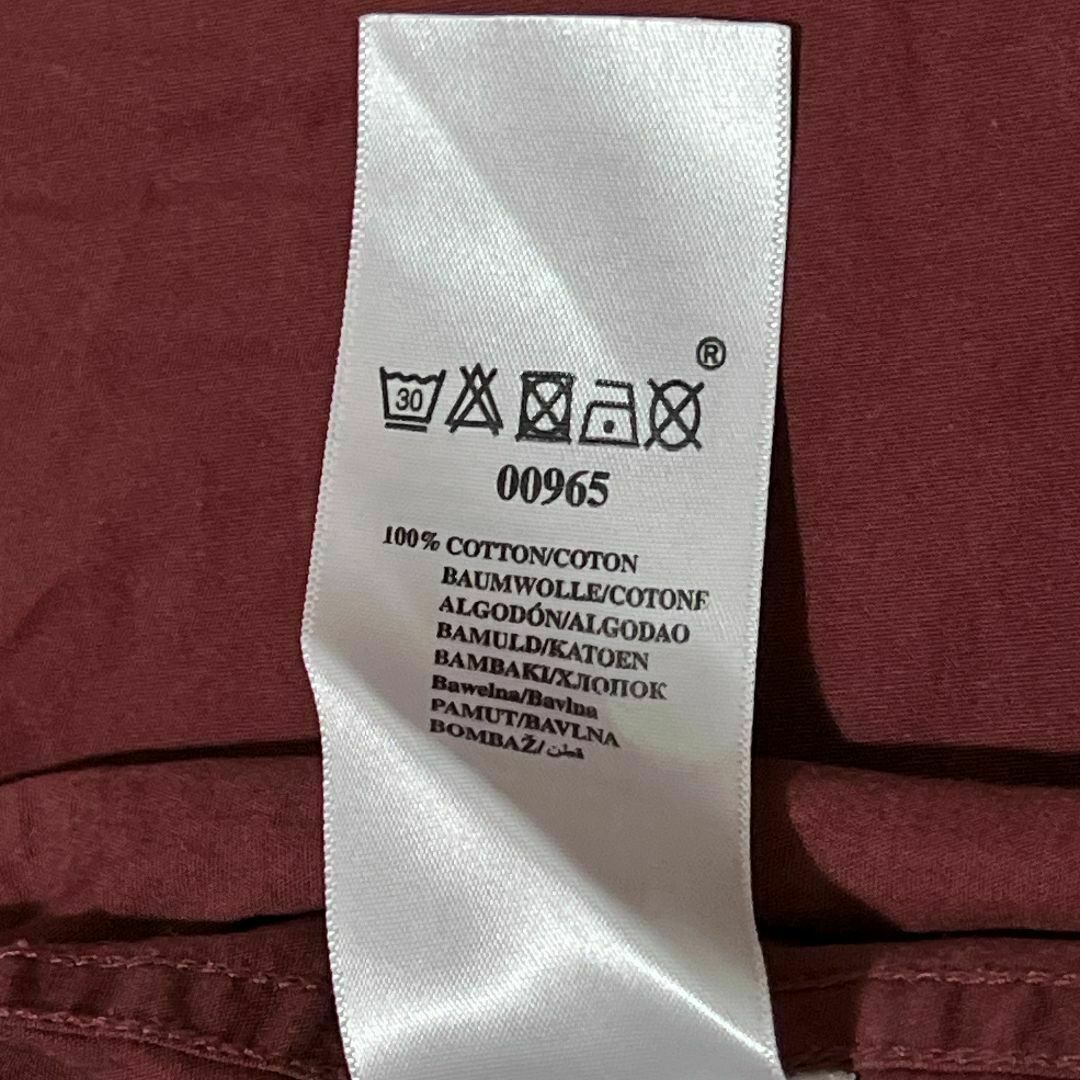 ®
30
00965
100% COTTON/COTON
BAUMWOLLE/COTONE
ALGODÓN/ALGODAO
BAMULD/KATOEN
BAMBAKI/ХЛОПОК
Bawelna/Bavlna
PAMUT/BAVLNA
BOMBAŽ/قطن